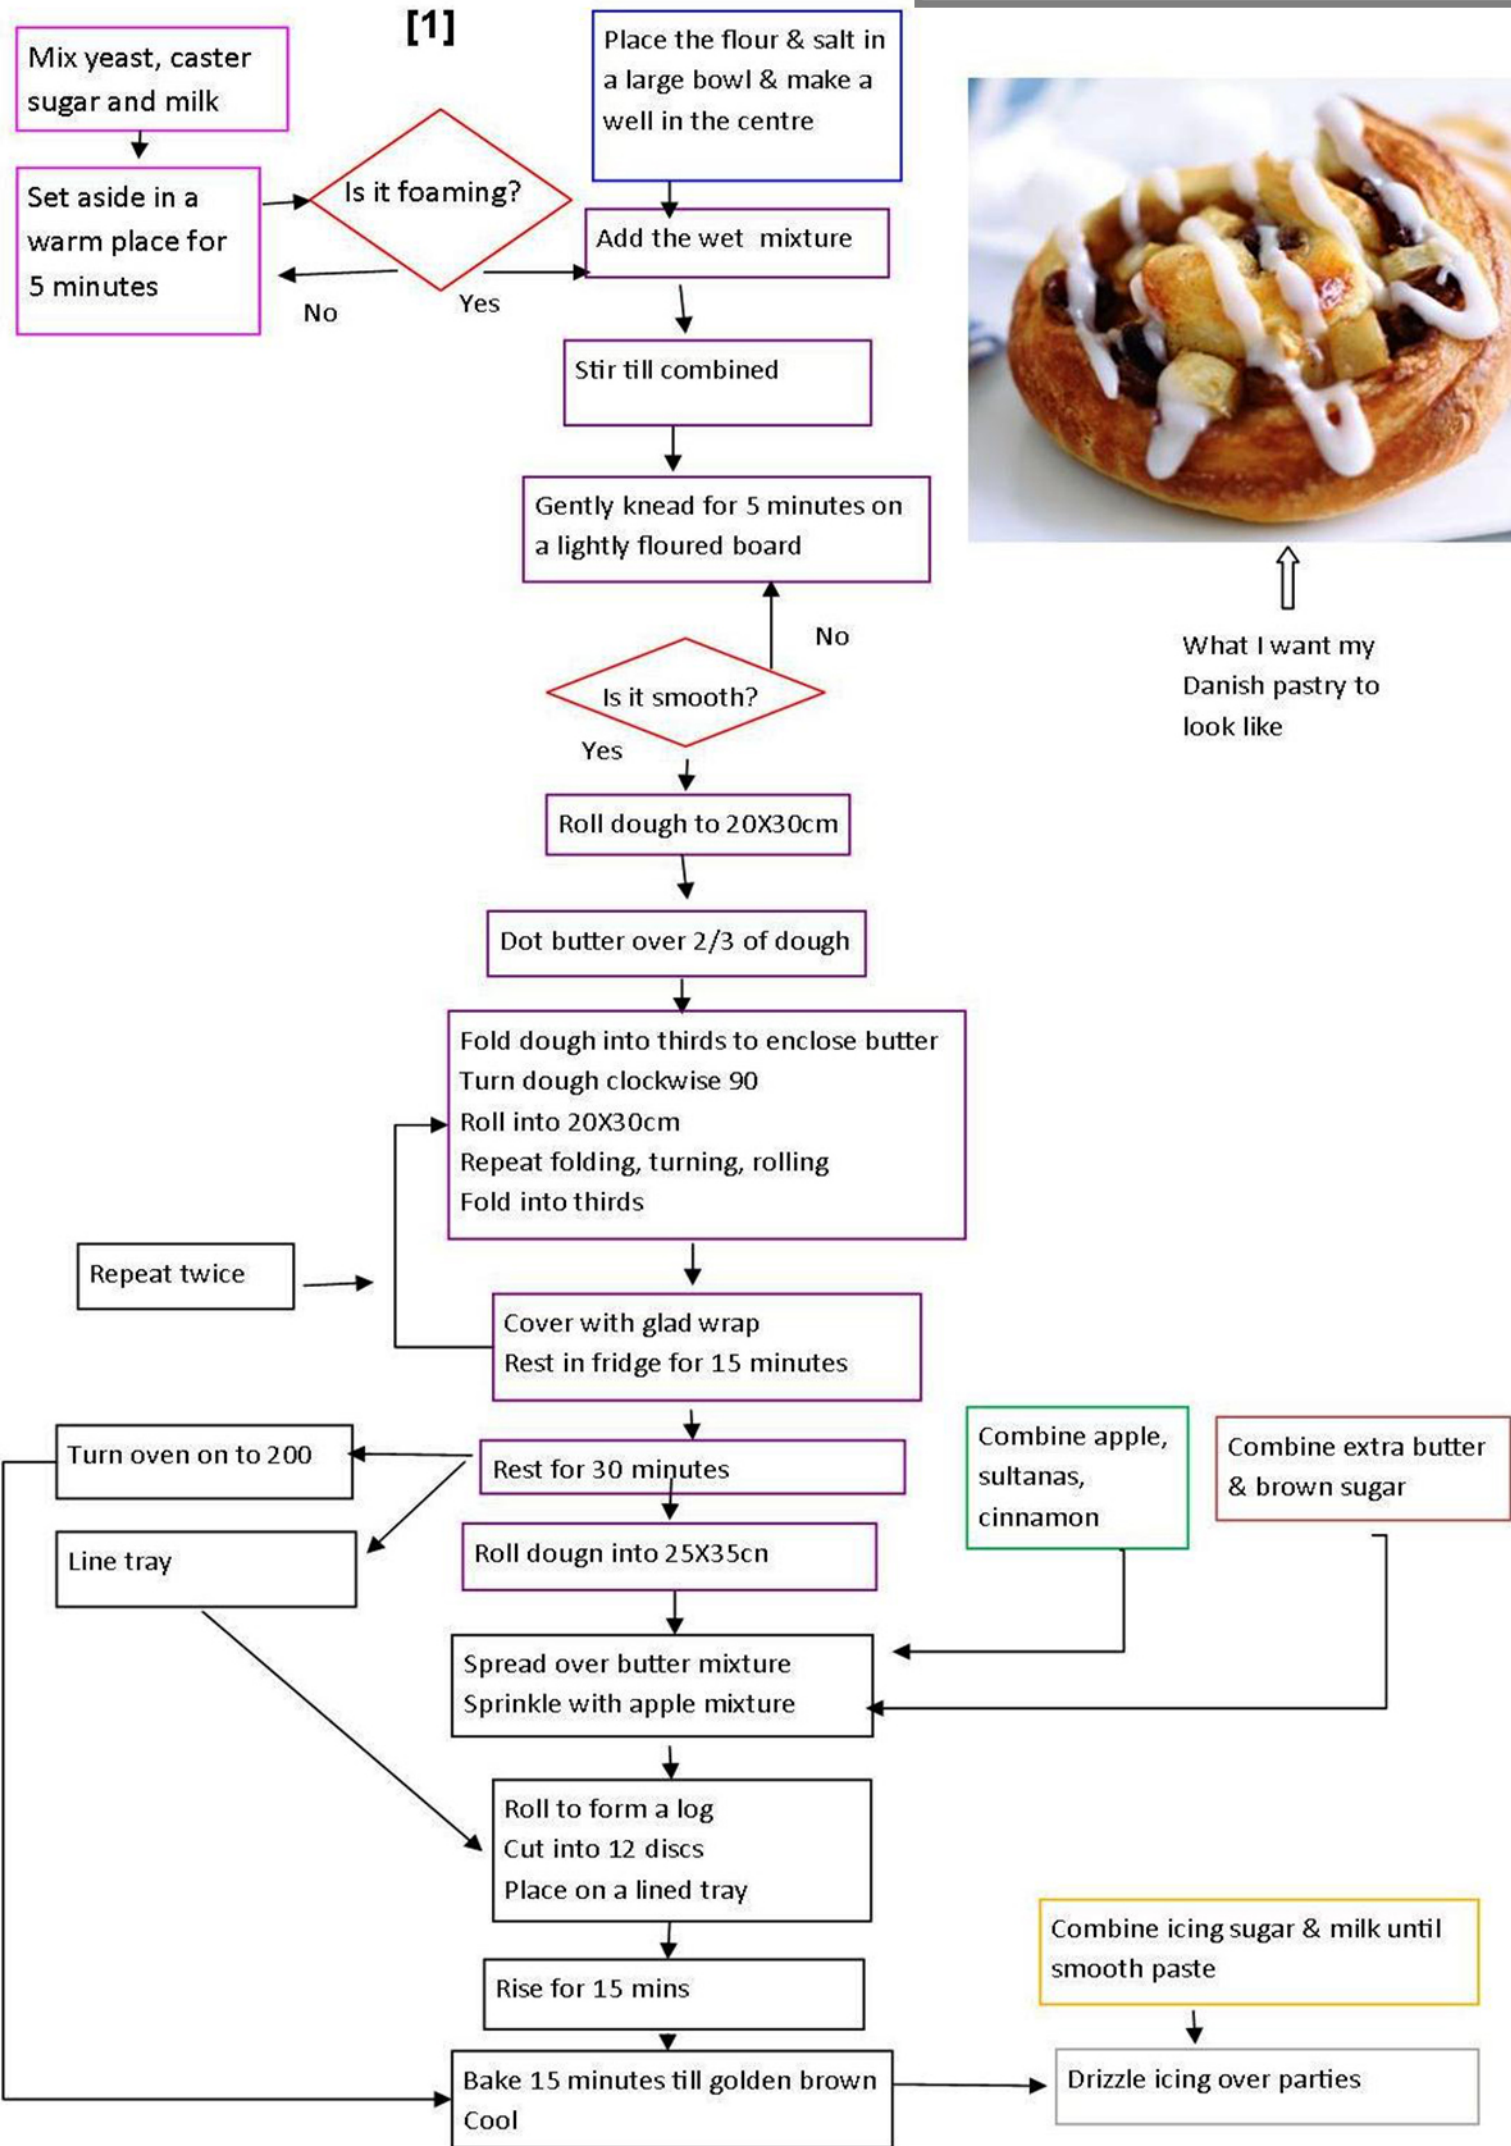 [1]
Mix yeast, caster
sugar and milk
Place the flour & salt in
a large bowl & make a
well in the centre
Set aside in a
warm place for
5 minutes
Is it foaming?
No
Yes
Add the wet  mixture
Stir till combined
Gently knead for 5 minutes on
a lightly floured board
No
Is it smooth?
Yes
What I want my
Danish pastry to
look like
Roll dough to 20X30cm
Dot butter over 2/3 of dough
Fold dough into thirds to enclose butter
Turn dough clockwise 90
Roll into 20X30cm
Repeat folding, turning, rolling
Fold into thirds
Repeat twice
Cover with glad wrap
Rest in fridge for 15 minutes
Turn oven on to 200
Rest for 30 minutes
Combine apple,
sultanas,
cinnamon
Combine extra butter
& brown sugar
Line tray
Roll dougn into 25X35cn
Spread over butter mixture
Sprinkle with apple mixture
Roll to form a log
Cut into 12 discs
Place on a lined tray
Rise for 15 mins
Combine icing sugar & milk until
smooth paste
Bake 15 minutes till golden brown
Cool
Drizzle icing over parties